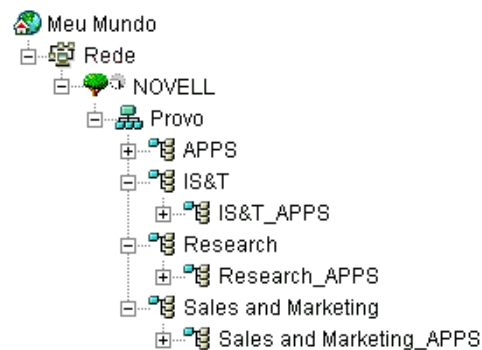 Meu Mundo
Rede
NOVELL
Provo
APPS
IS&T
IS&T_APPS
Research
Research_APPS
Sales and Marketing
Sales and Marketing_APPS